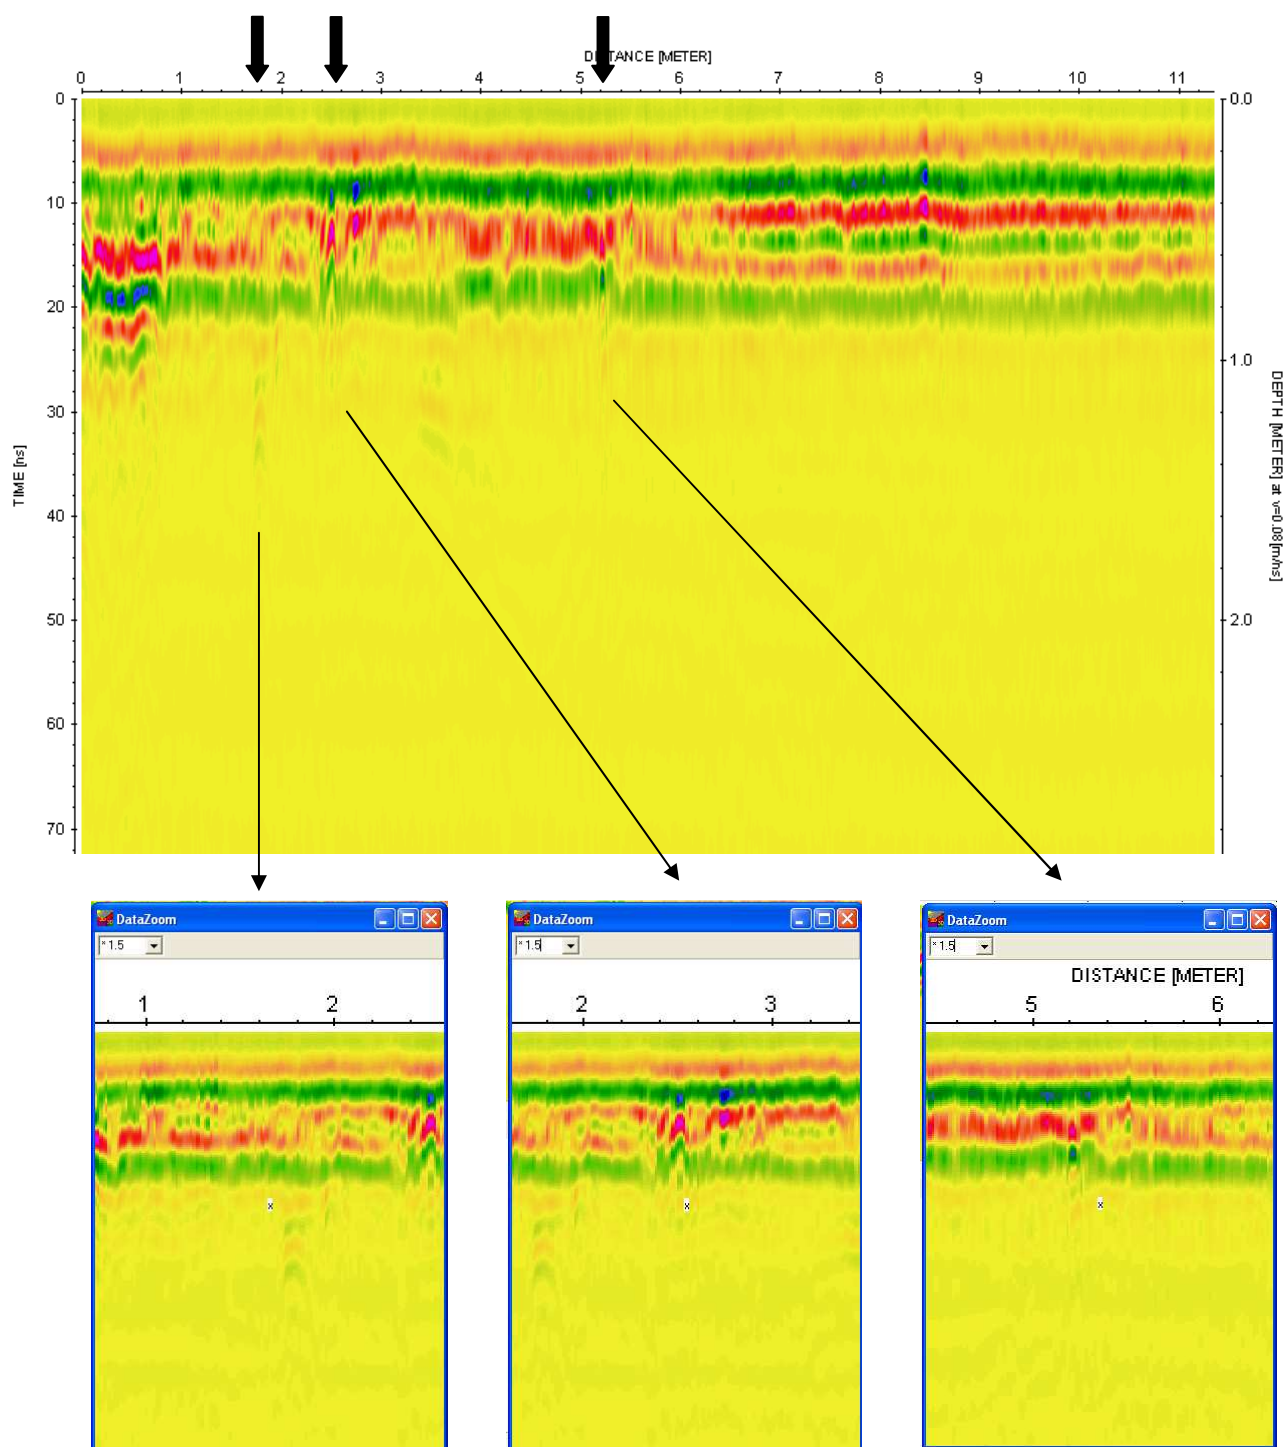 DISTANCE [METER]
0 1 2 3 4 5 6 7 8 9 10 11
0
10
20
30
40
50
60
70
TIME [ns]
0.0
1.0
2.0
DEPTH [METER] at v=0.08[m/ns]
DataZoom
* 1.5
1 2
x
DataZoom
* 1.5
2 3
x
DataZoom
* 1.5
DISTANCE [METER]
5 6
x